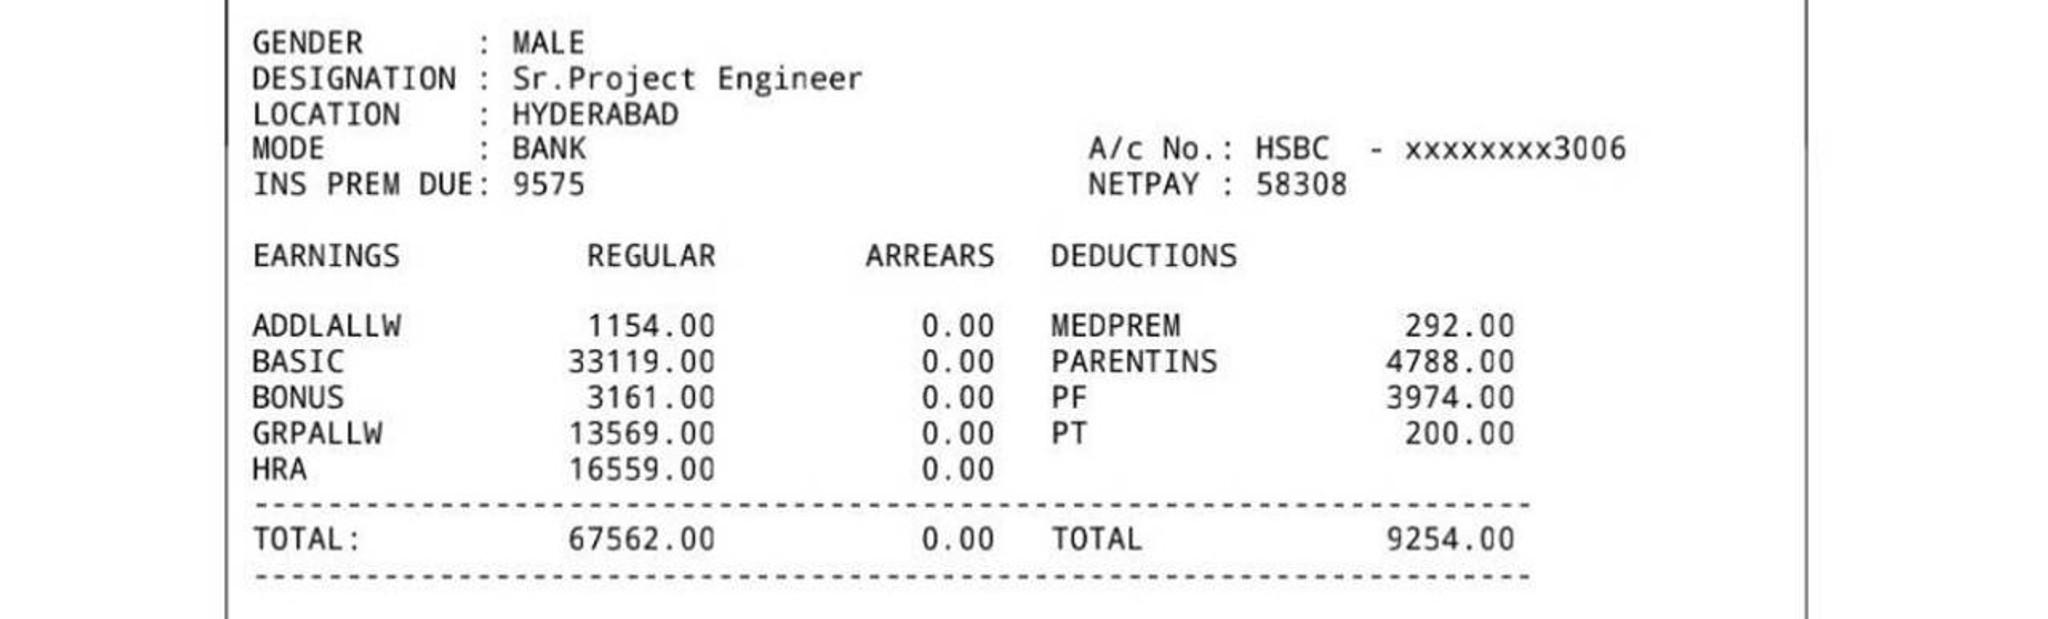 GENDER : MALE
DESIGNATION : Sr.Project Engineer
LOCATION : HYDERABAD
MODE : BANK A/c No.: HSBC - xxxxxxxx3006
INS PREM DUE: 9575 NETPAY : 58308
EARNINGS REGULAR ARREARS DEDUCTIONS
ADDLALLW 1154.00 0.00 MEDPREM 292.00
BASIC 33119.00 0.00 PARENTINS 4788.00
BONUS 3161.00 0.00 PF 3974.00
GRPALLW 13569.00 0.00 PT 200.00
HRA 16559.00 0.00
TOTAL: 67562.00 0.00 TOTAL 9254.00